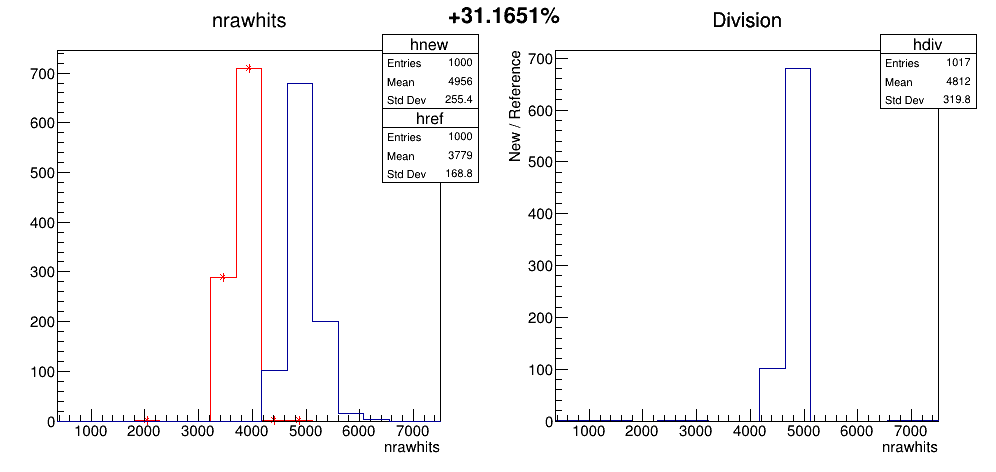 +31.1651%
nrawhits
hnew
Entries 1000
Mean 4956
Std Dev 255.4
href
Entries 1000
Mean 3779
Std Dev 168.8
700
600
500
400
300
200
100
0
1000 2000 3000 4000 5000 6000 7000
nrawhits
Division
hdiv
Entries 1017
Mean 4812
Std Dev 319.8
New / Reference
700
600
500
400
300
200
100
0
1000 2000 3000 4000 5000 6000 7000
nrawhits